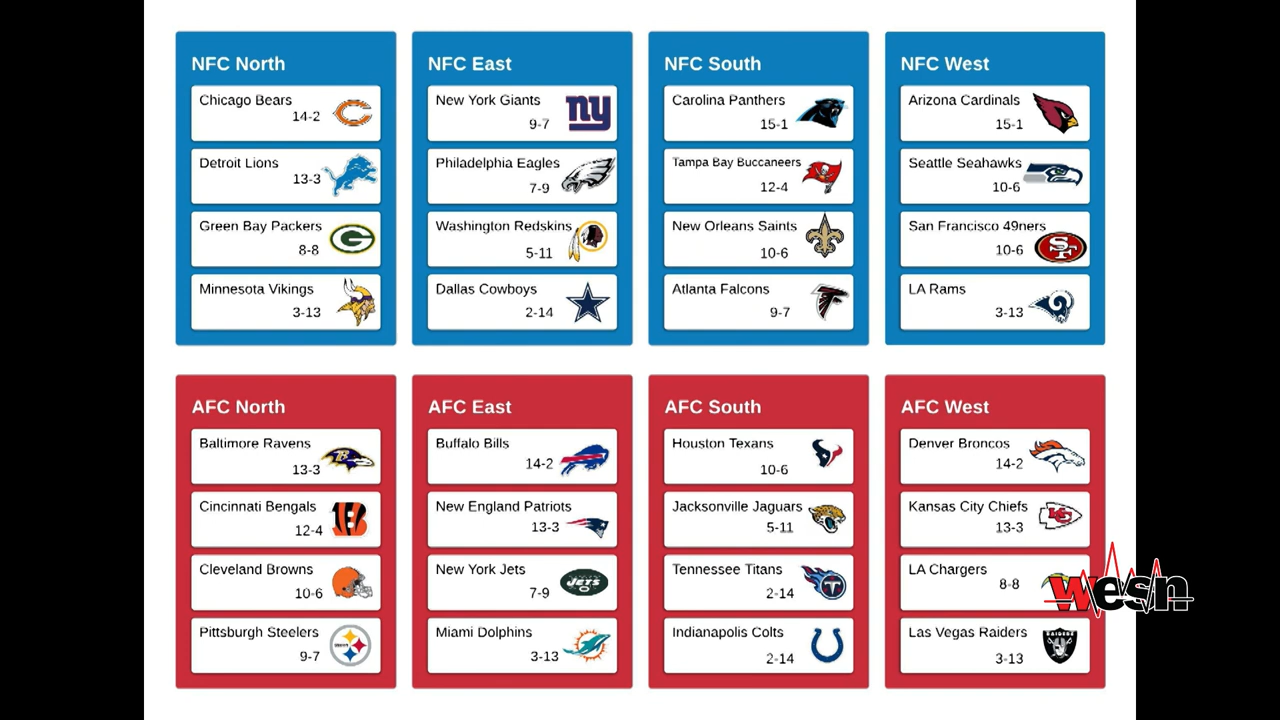 NFC North
Chicago Bears
14-2
Detroit Lions
13-3
Green Bay Packers
8-8
Minnesota Vikings
3-13
NFC East
New York Giants
9-7
ny
Philadelphia Eagles
7-9
Washington Redskins
5-11
Dallas Cowboys
2-14
NFC South
Carolina Panthers
15-1
Tampa Bay Buccaneers
12-4
New Orleans Saints
10-6
Atlanta Falcons
9-7
NFC West
Arizona Cardinals
15-1
Seattle Seahawks
10-6
San Francisco 49ners
10-6
SF
LA Rams
3-13
AFC North
Baltimore Ravens
13-3
Cincinnati Bengals
12-4
B
Cleveland Browns
10-6
Pittsburgh Steelers
9-7
AFC East
Buffalo Bills
14-2
New England Patriots
13-3
New York Jets
7-9
JETS
Miami Dolphins
3-13
AFC South
Houston Texans
10-6
Jacksonville Jaguars
5-11
Tennessee Titans
2-14
T
Indianapolis Colts
2-14
AFC West
Denver Broncos
14-2
Kansas City Chiefs
13-3
KC
LA Chargers
8-8
wesn
Las Vegas Raiders
3-13
RAIDERS